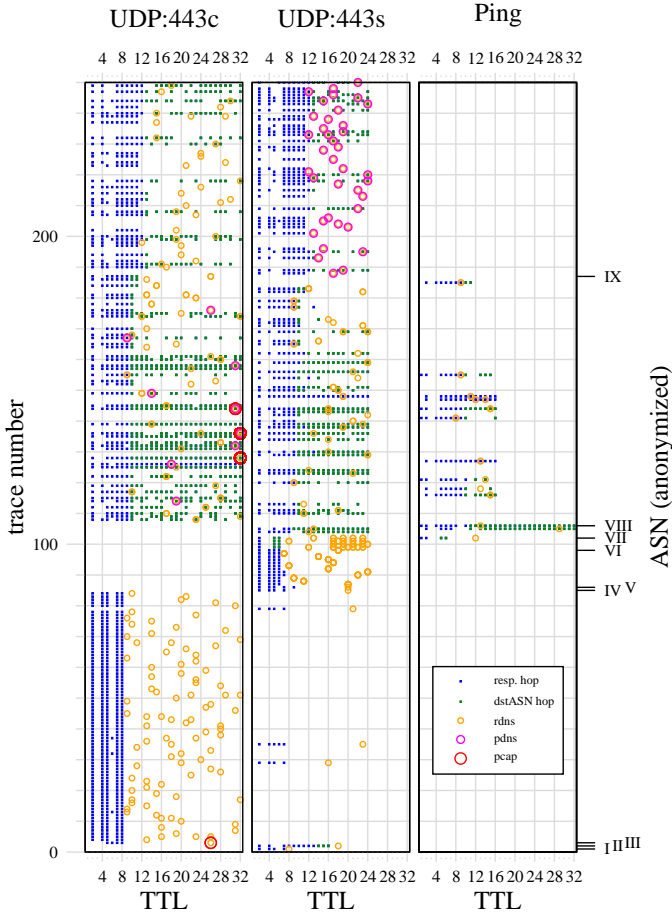 UDP:443c UDP:443s Ping
4 8 12 16 20 24 28 32 4 8 12 16 20 24 28 32 4 8 12 16 20 24 28 32
200
IX
trace number
ASN (anonymized)
VIII
100
VII
VI
IV V
resp. hop
dstASN hop
rdns
pdns
pcap
0
I II III
4 8 12 16 20 24 28 32 4 8 12 16 20 24 28 32 4 8 12 16 20 24 28 32
TTL TTL TTL